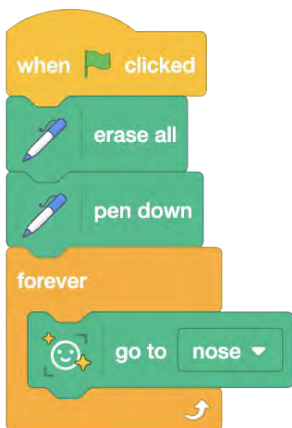 when clicked
erase all
pen down
forever
go to nose